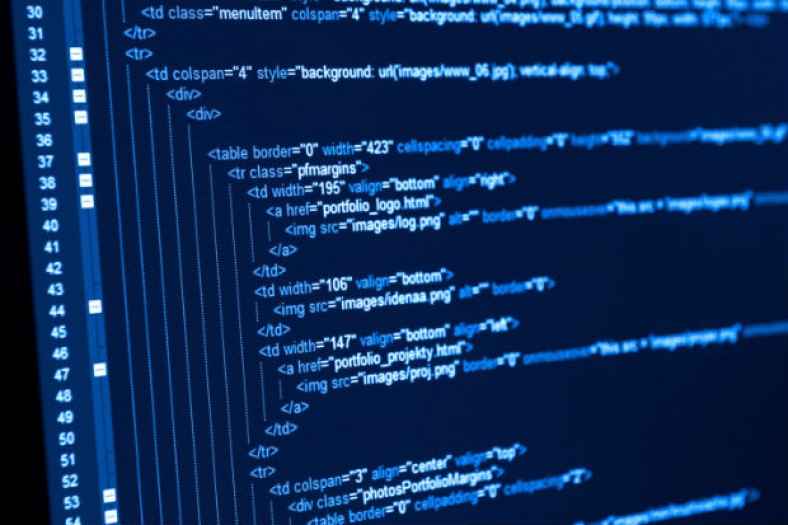 30 <td class="menuItem" colspan="4" style="background: url('images/www_05.gif'); height:
31 </tr>
32 <tr>
33 <td colspan="4" style="background: url('images/www_06.jpg'); vertical-align: top;">
34 <div>
35 <div>
36
37 <table border="0" width="423" cellspacing="0" cellpadding="0"
38 <tr class="pfmargins">
39 <td width="195" valign="bottom" align="right">
40 <a href="portfolio_logo.html">
41 <img src="images/log.png" alt="" border="0" onmouseover="this.src =
42 </a>
43 </td>
44 <td width="106" valign="bottom">
45 <img src="images/idenaa.png" alt="" border="0">
46 </td>
47 <td width="147" valign="bottom" align="left">
48 <a href="portfolio_projekty.html">
49 <img src="images/proj.png" border="0" onmouseover="this.src =
50 </a>
51 </td>
52 </tr>
53 <tr>
54 <td colspan="3" align="center" valign="top">
<div class="photosPortfolioMargins">
<table border="0" cellpadding="0" cellspacing="2">